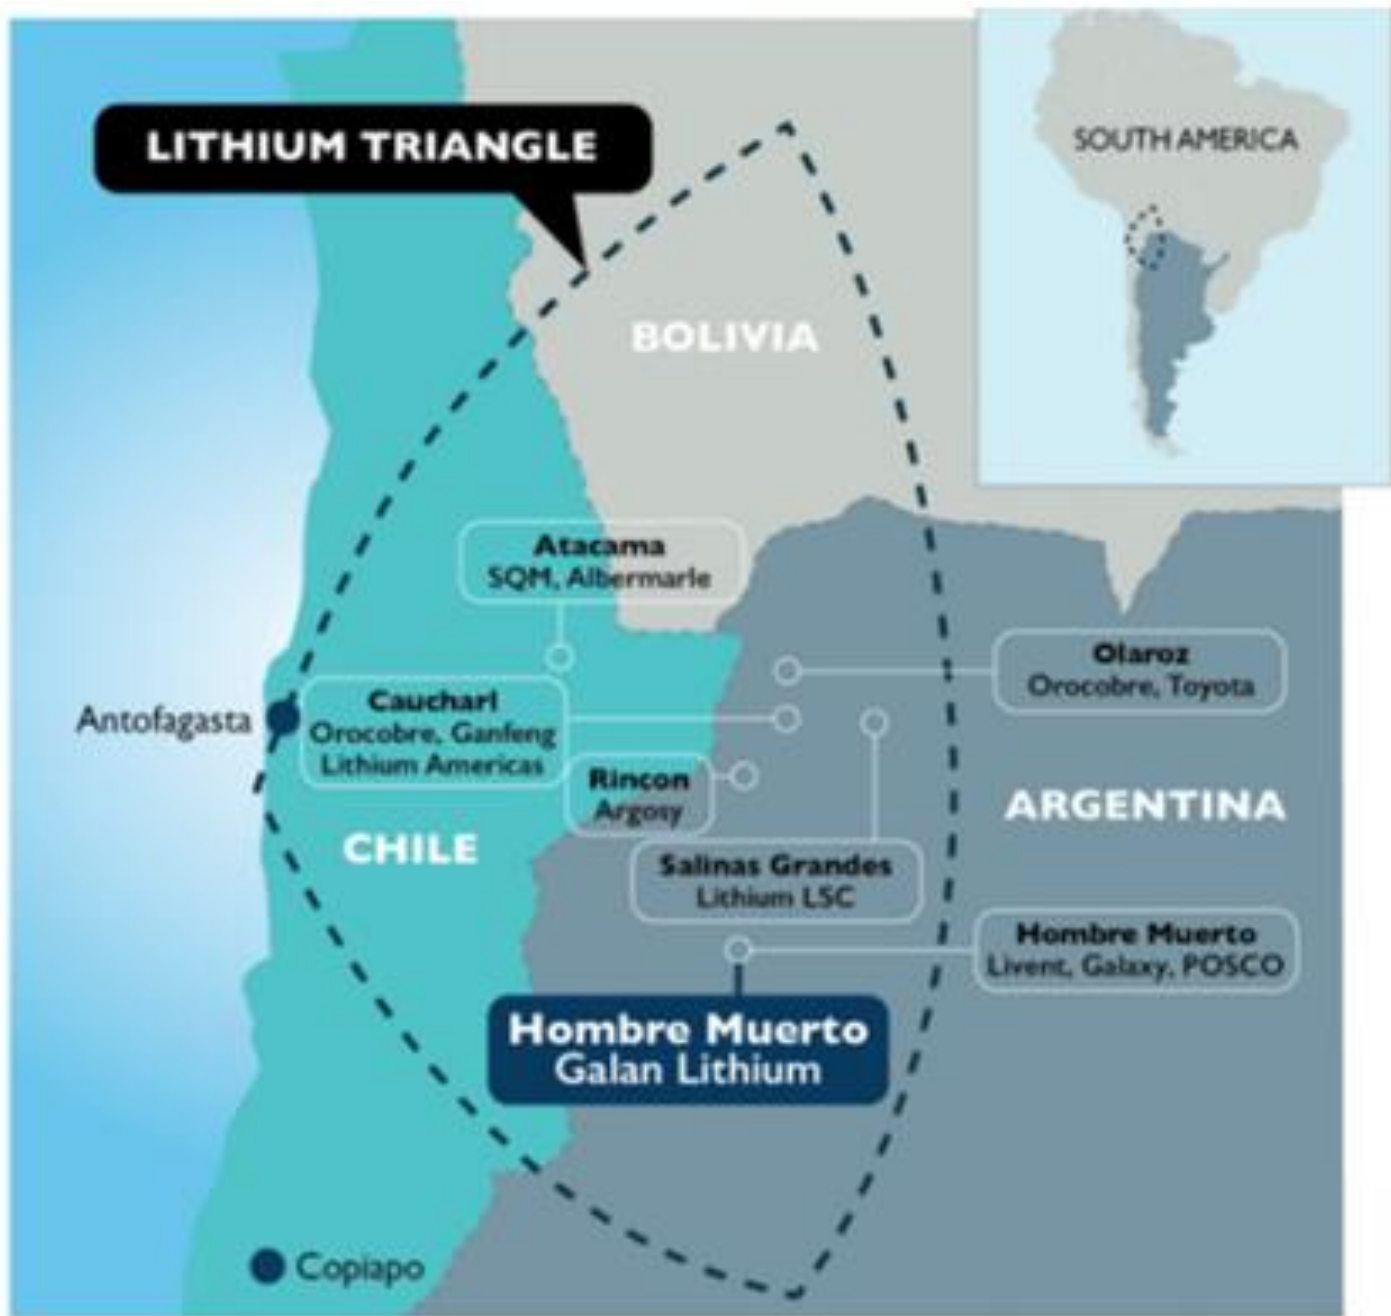 LITHIUM TRIANGLE
SOUTH AMERICA
BOLIVIA
Atacama
SQM, Albermarle
Olaroz
Orocobre, Toyota
Antofagasta
Caucharl
Orocobre, Ganfeng
Lithium Americas
Rincon
Argosy
ARGENTINA
CHILE
Salinas Grandes
Lithium LSC
Hombre Muerto
Livent, Galaxy, POSCO
Hombre Muerto
Galan Lithium
Copiapo